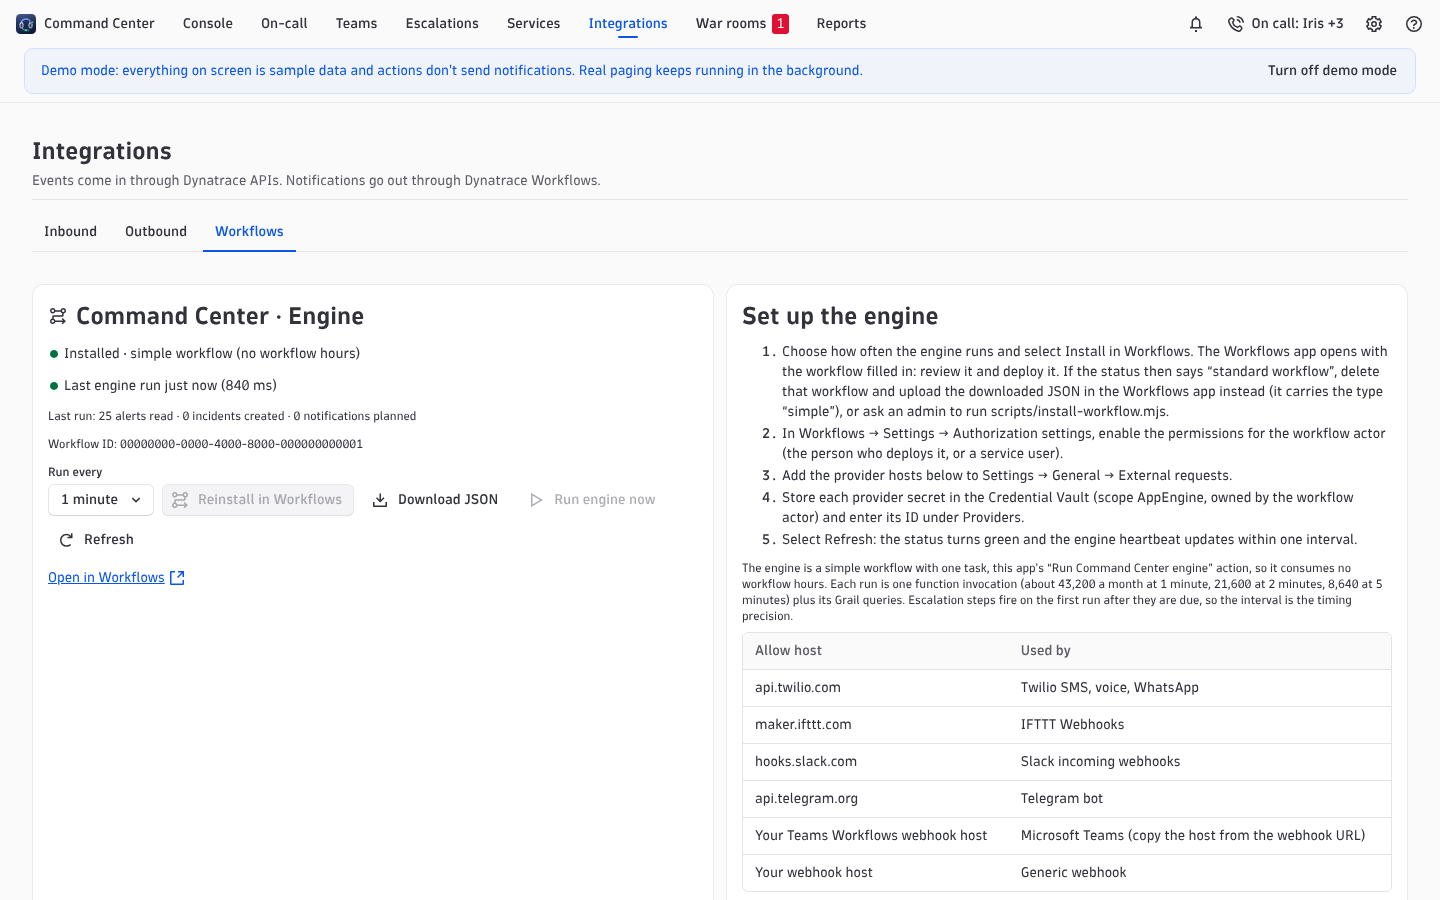 Command Center
Console
On-call
Teams
Escalations
Services
Integrations
War rooms 1
Reports
On call: Iris +3
Demo mode: everything on screen is sample data and actions don't send notifications. Real paging keeps running in the background.
Turn off demo mode
Integrations
Events come in through Dynatrace APIs. Notifications go out through Dynatrace Workflows.
Inbound
Outbound
Workflows
Command Center · Engine
Installed · simple workflow (no workflow hours)
Last engine run just now (840 ms)
Last run: 25 alerts read · 0 incidents created · 0 notifications planned
Workflow ID: 00000000-0000-4000-8000-000000000001
Run every
1 minute
Reinstall in Workflows
Download JSON
Run engine now
Refresh
Open in Workflows
Set up the engine
1. Choose how often the engine runs and select Install in Workflows. The Workflows app opens with
the workflow filled in: review it and deploy it. If the status then says “standard workflow”, delete
that workflow and upload the downloaded JSON in the Workflows app instead (it carries the type
“simple”), or ask an admin to run scripts/install-workflow.mjs.
2. In Workflows → Settings → Authorization settings, enable the permissions for the workflow actor
(the person who deploys it, or a service user).
3. Add the provider hosts below to Settings → General → External requests.
4. Store each provider secret in the Credential Vault (scope AppEngine, owned by the workflow
actor) and enter its ID under Providers.
5. Select Refresh: the status turns green and the engine heartbeat updates within one interval.
The engine is a simple workflow with one task, this app's “Run Command Center engine” action, so it consumes no
workflow hours. Each run is one function invocation (about 43,200 a month at 1 minute, 21,600 at 2 minutes, 8,640 at 5
minutes) plus its Grail queries. Escalation steps fire on the first run after they are due, so the interval is the timing
precision.
Allow host
Used by
api.twilio.com
Twilio SMS, voice, WhatsApp
maker.ifttt.com
IFTTT Webhooks
hooks.slack.com
Slack incoming webhooks
api.telegram.org
Telegram bot
Your Teams Workflows webhook host
Microsoft Teams (copy the host from the webhook URL)
Your webhook host
Generic webhook